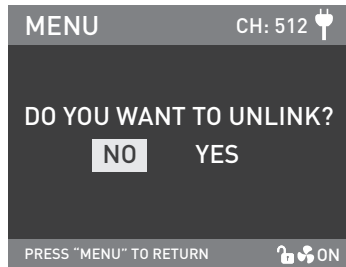 MENU CH: 512
DO YOU WANT TO UNLINK?
NO YES
PRESS “MENU” TO RETURN ON